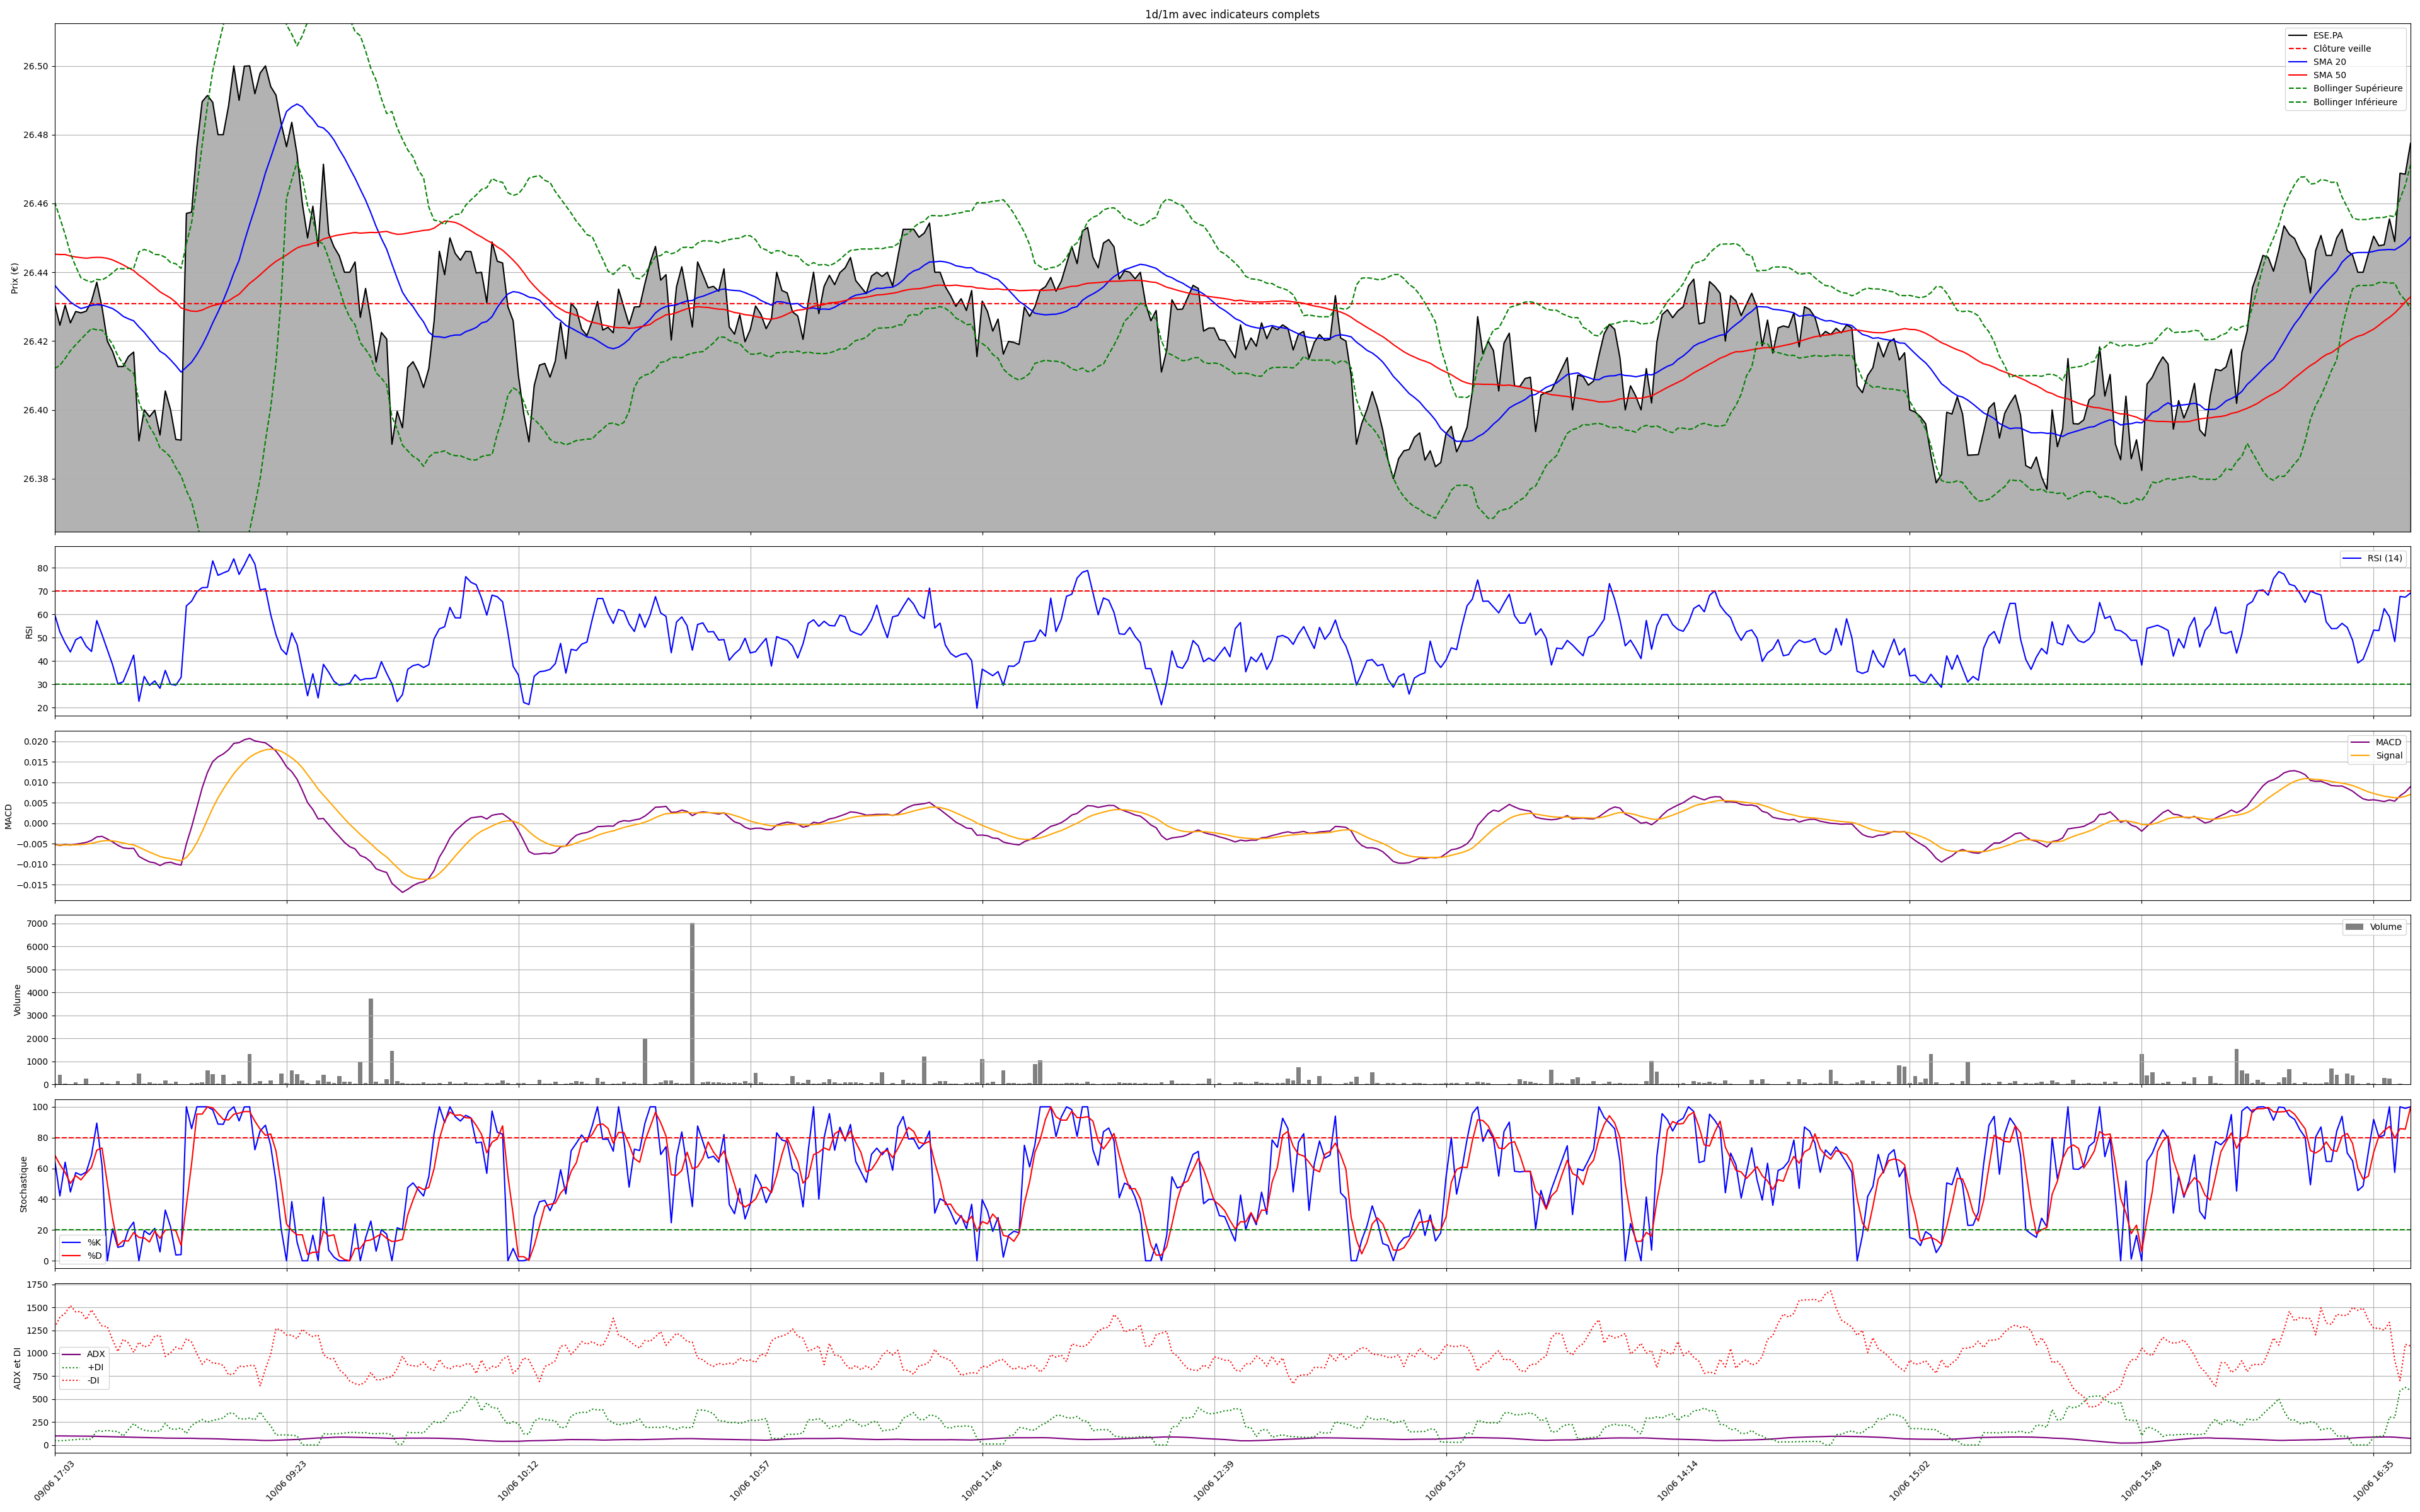 1d/1m avec indicateurs complets
ESE.PA
Clôture veille
SMA 20
SMA 50
Bollinger Supérieure
Bollinger Inférieure
Prix (€)
26.50
26.48
26.46
26.44
26.42
26.40
26.38
RSI (14)
RSI
80
70
60
50
40
30
20
MACD
Signal
MACD
0.020
0.015
0.010
0.005
0.000
−0.005
−0.010
−0.015
Volume
Volume
7000
6000
5000
4000
3000
2000
1000
0
Stochastique
100
80
60
40
20
0
%K
%D
ADX et DI
1750
1500
1250
1000
750
500
250
0
ADX
+DI
-DI
09/06 17:03
10/06 09:23
10/06 10:12
10/06 10:57
10/06 11:46
10/06 12:39
10/06 13:25
10/06 14:14
10/06 15:02
10/06 15:48
10/06 16:35